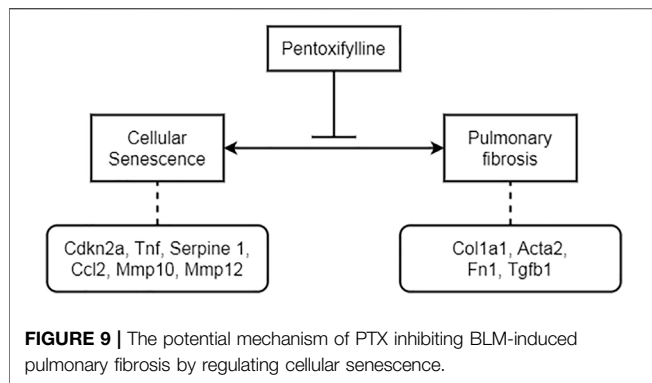 Pentoxifylline
Cellular
Senescence
Pulmonary
fibrosis
Cdkn2a, Tnf, Serpine 1,
Ccl2, Mmp10, Mmp12
Col1a1, Acta2,
Fn1, Tgfb1
FIGURE 9 | The potential mechanism of PTX inhibiting BLM-induced
pulmonary fibrosis by regulating cellular senescence.